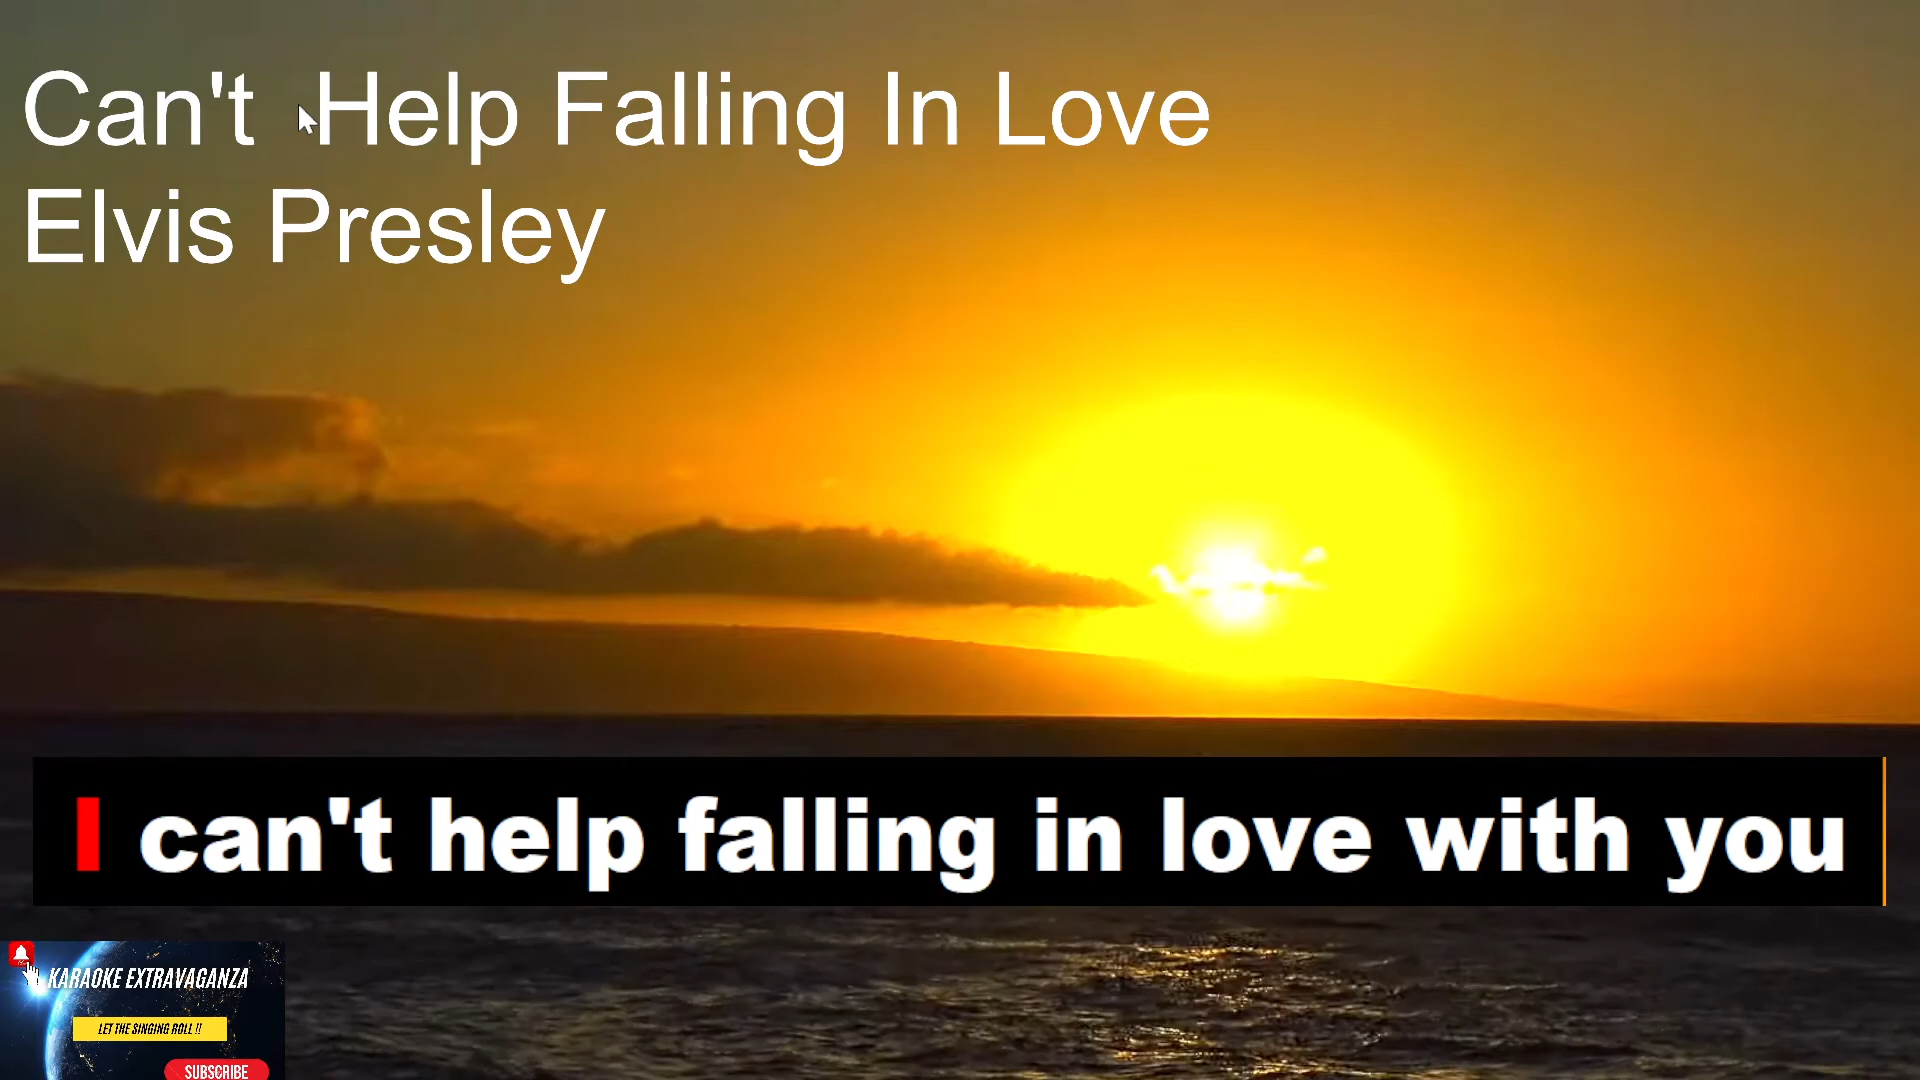 Can't Help Falling In Love
Elvis Presley
I can't help falling in love with you
KARAOKE EXTRAVAGANZA
LET THE SINGING ROLL !!
SUBSCRIBE